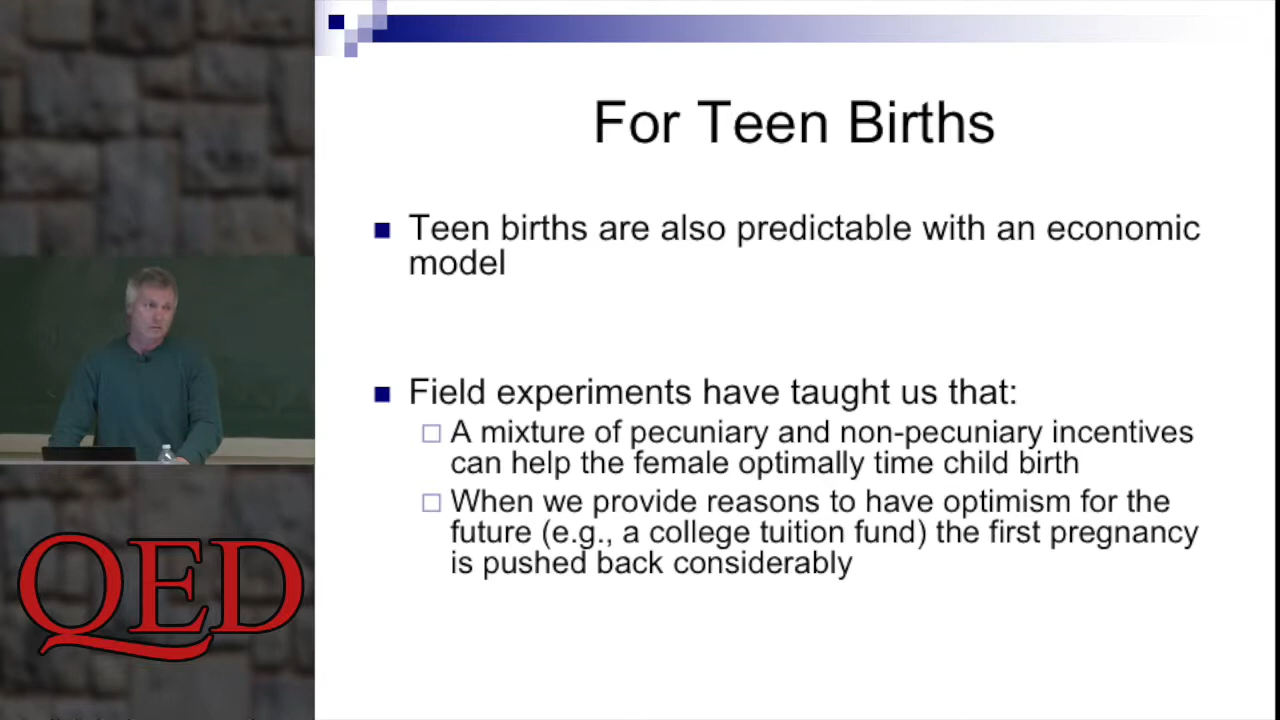 For Teen Births
Teen births are also predictable with an economic
model
Field experiments have taught us that:
A mixture of pecuniary and non-pecuniary incentives
can help the female optimally time child birth
When we provide reasons to have optimism for the
future (e.g., a college tuition fund) the first pregnancy
is pushed back considerably
QED